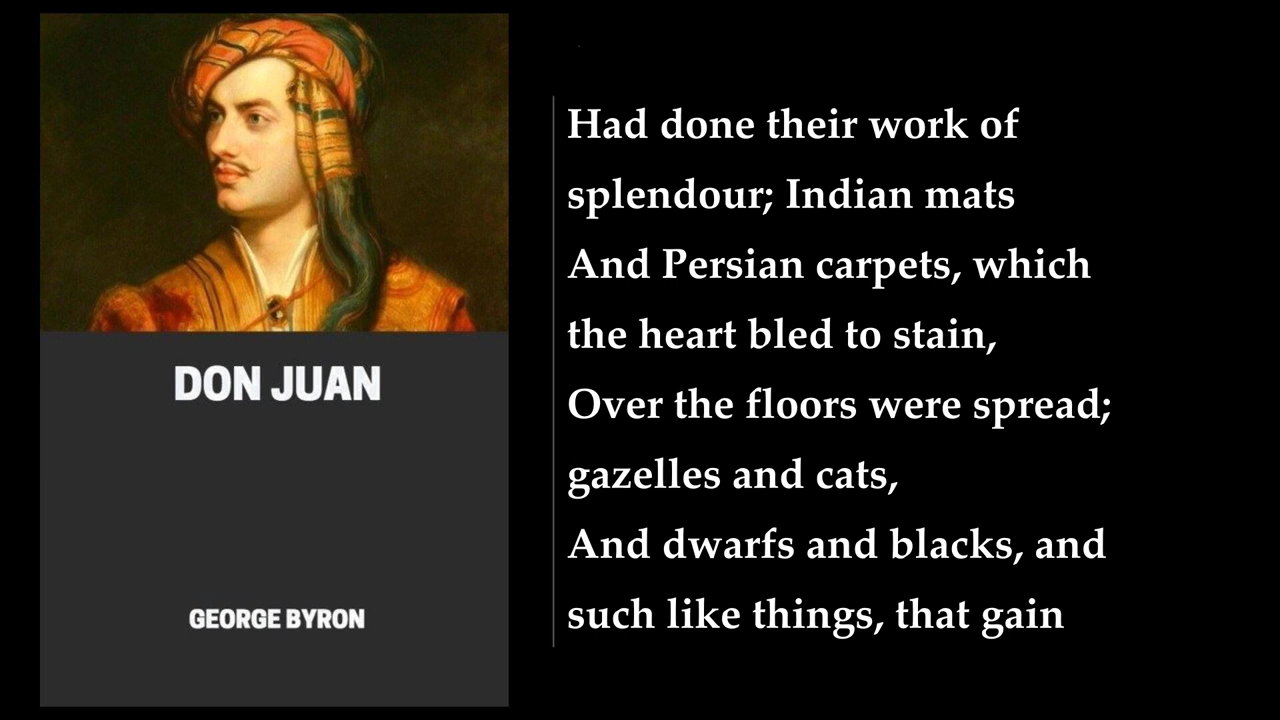 DON JUAN
GEORGE BYRON
Had done their work of
splendour; Indian mats
And Persian carpets, which
the heart bled to stain,
Over the floors were spread;
gazelles and cats,
And dwarfs and blacks, and
such like things, that gain